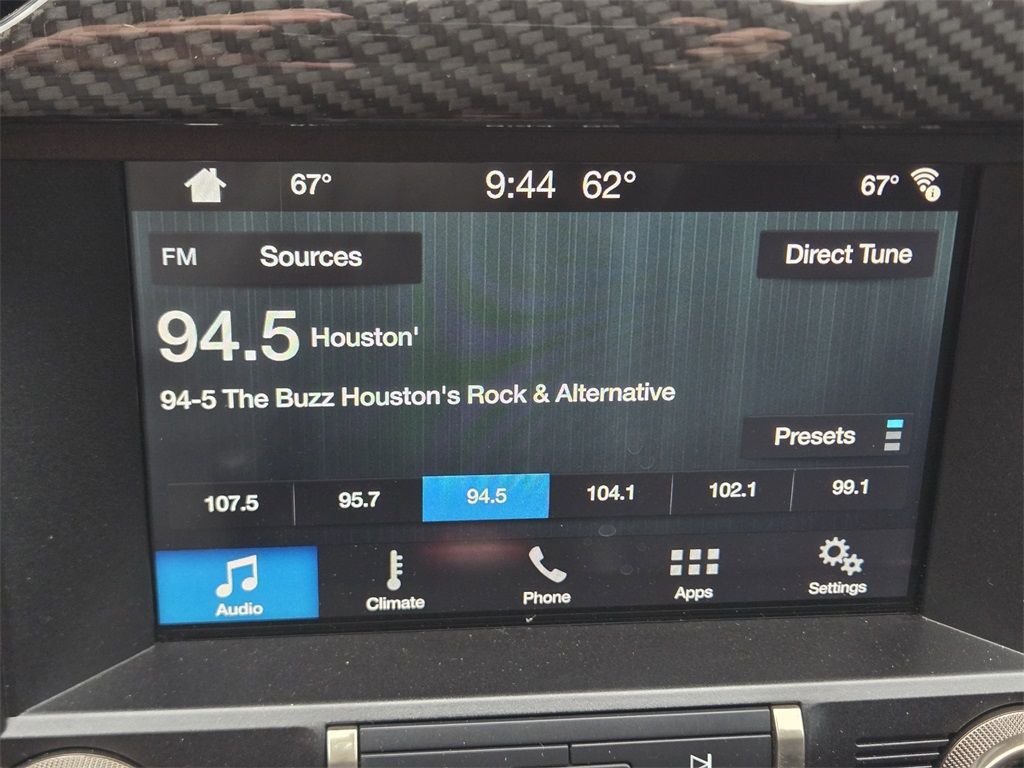 67° 9:44 62° 67°
FM Sources Direct Tune
94.5 Houston'
94-5 The Buzz Houston's Rock & Alternative
Presets
107.5 95.7 94.5 104.1 102.1 99.1
Audio Climate Phone Apps Settings